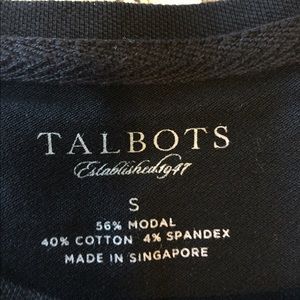 TALBOTS
Established 1947
S
56% MODAL
40% COTTON 4% SPANDEX
MADE IN SINGAPORE